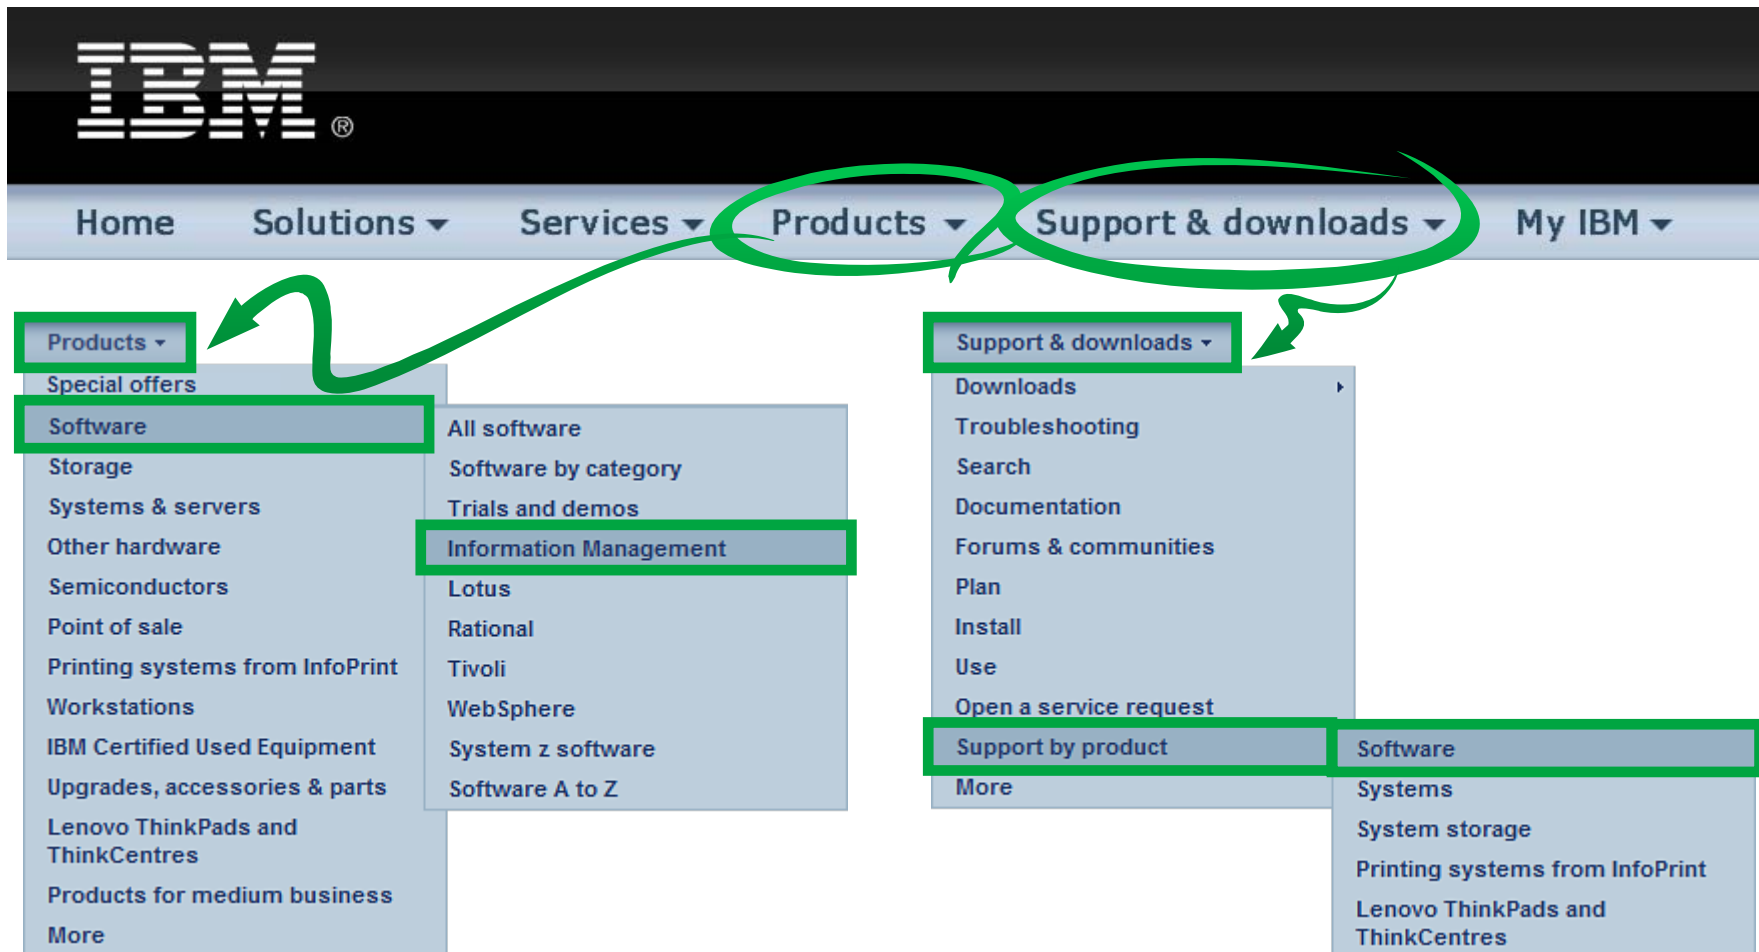 IBM ®
Home Solutions Services Products Support & downloads My IBM
Products
Special offers
Software
Storage
Systems & servers
Other hardware
Semiconductors
Point of sale
Printing systems from InfoPrint
Workstations
IBM Certified Used Equipment
Upgrades, accessories & parts
Lenovo ThinkPads and
ThinkCentres
Products for medium business
More
All software
Software by category
Trials and demos
Information Management
Lotus
Rational
Tivoli
WebSphere
System z software
Software A to Z
Support & downloads
Downloads
Troubleshooting
Search
Documentation
Forums & communities
Plan
Install
Use
Open a service request
Support by product
More
Software
Systems
System storage
Printing systems from InfoPrint
Lenovo ThinkPads and
ThinkCentres